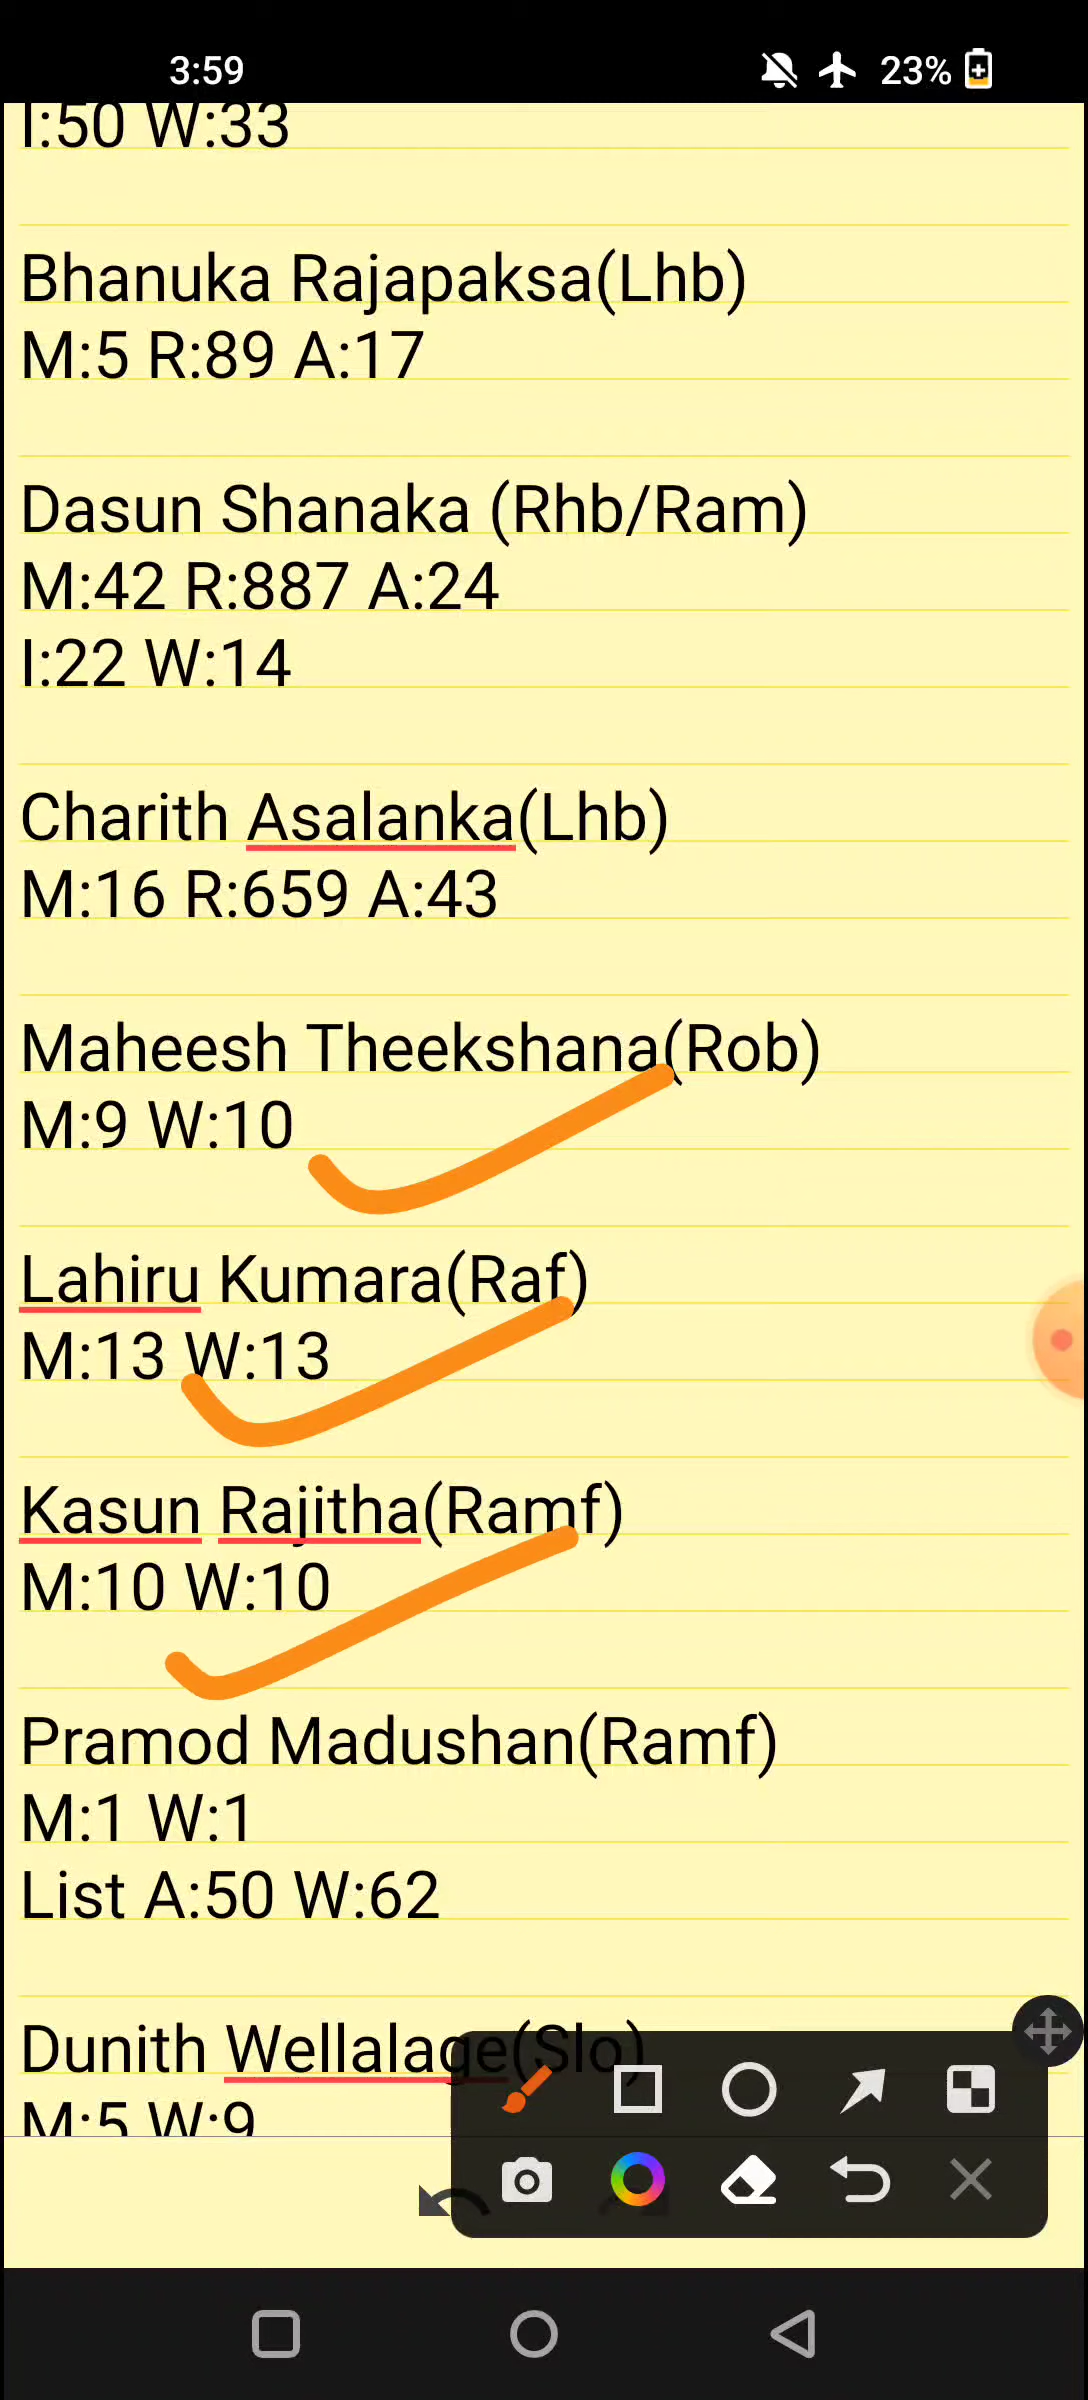 3:59 23%
I:50 W:33
Bhanuka Rajapaksa(Lhb)
M:5 R:89 A:17
Dasun Shanaka (Rhb/Ram)
M:42 R:887 A:24
I:22 W:14
Charith Asalanka(Lhb)
M:16 R:659 A:43
Maheesh Theekshana(Rob)
M:9 W:10
Lahiru Kumara(Raf)
M:13 W:13
Kasun Rajitha(Ramf)
M:10 W:10
Pramod Madushan(Ramf)
M:1 W:1
List A:50 W:62
Dunith Wellalage(Slo)
M:5 W:9